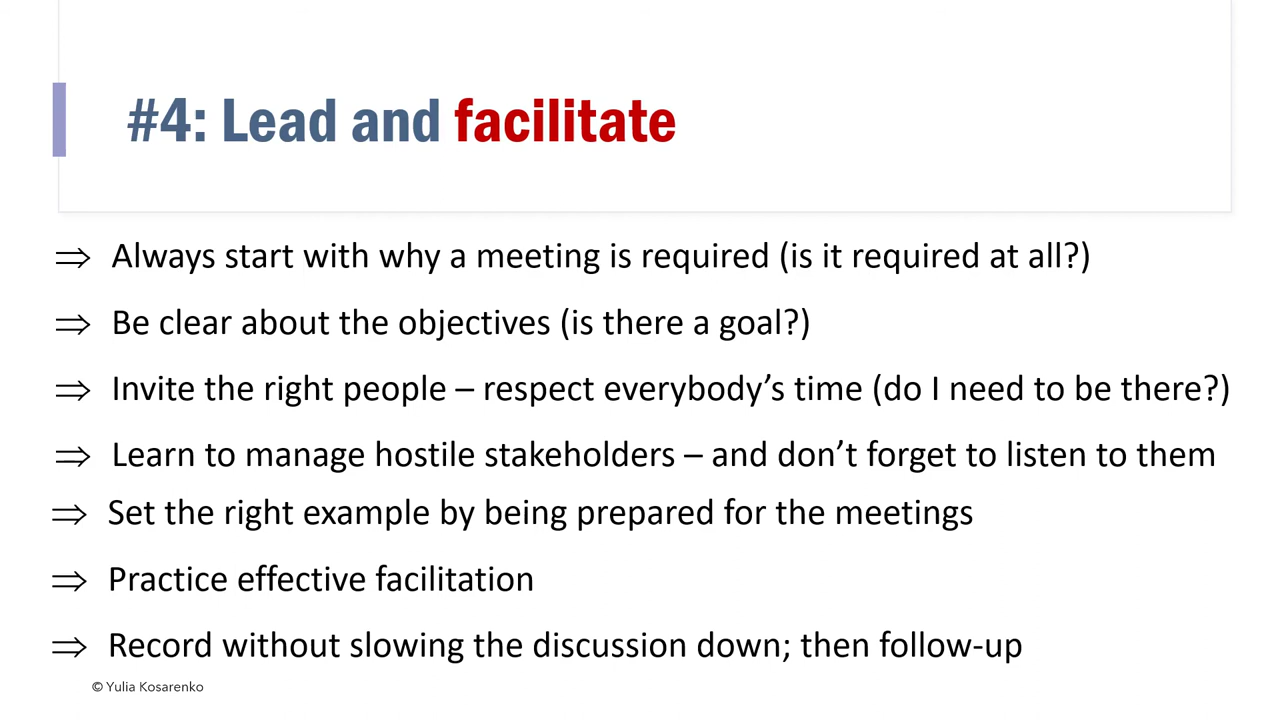 #4: Lead and facilitate
⇒ Always start with why a meeting is required (is it required at all?)
⇒ Be clear about the objectives (is there a goal?)
⇒ Invite the right people – respect everybody’s time (do I need to be there?)
⇒ Learn to manage hostile stakeholders – and don’t forget to listen to them
⇒ Set the right example by being prepared for the meetings
⇒ Practice effective facilitation
⇒ Record without slowing the discussion down; then follow-up
© Yulia Kosarenko